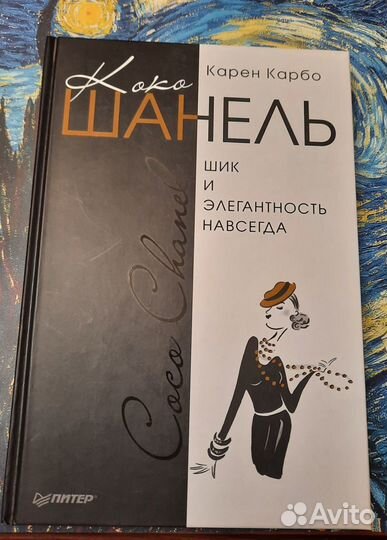 Карен Карбо
Коко
ШАНЕЛЬ
ШИК
И
ЭЛЕГАНТНОСТЬ
НАВСЕГДА
Coco Chanel
ПИТЕР®
Avito